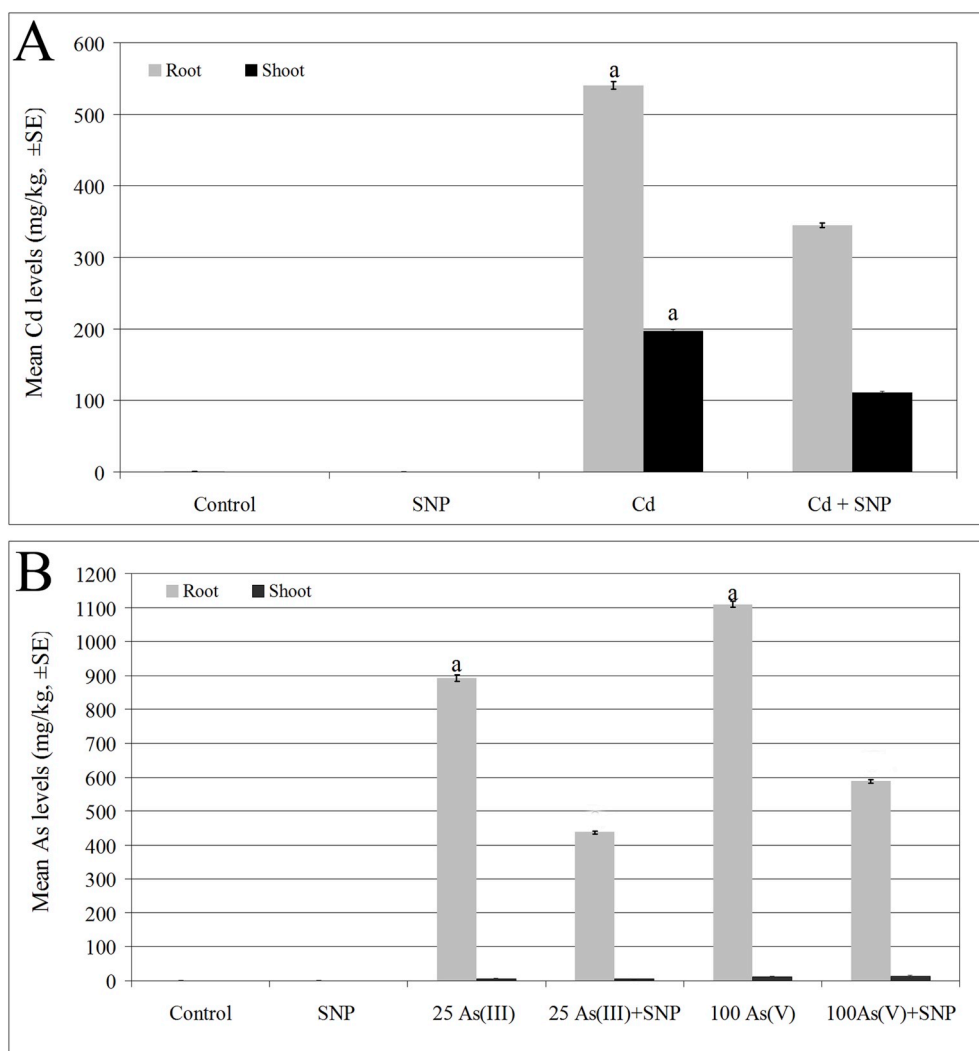 A
Mean Cd levels (mg/kg, ±SE)
600
500
400
300
200
100
0
Root Shoot
a
a
Control SNP Cd Cd + SNP
B
Mean As levels (mg/kg, ±SE)
1200
1100
1000
900
800
700
600
500
400
300
200
100
0
Root Shoot
a
a
Control SNP 25 As(III) 25 As(III)+SNP 100 As(V) 100As(V)+SNP